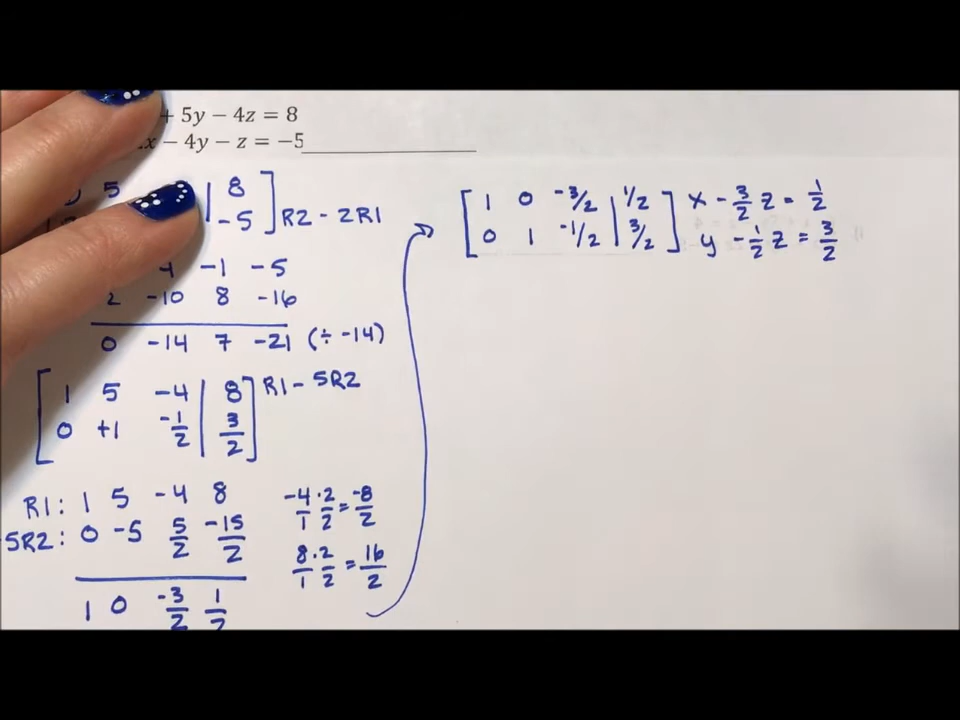 + 5y − 4z = 8
x − 4y − z = −5
5 | 8
−5 ] R2 − 2R1
4 −1 −5
2 −10 8 −16
0 −14 7 −21 (÷ −14)
[ 1 5 −4 | 8 ] R1 − 5R2
[ 0 +1 −1/2 | 3/2 ]
R1: 1 5 −4 8
5R2: 0 −5 5/2 −15/2
1 0 −3/2 1/2
−4/1 · 2/2 = −8/2
8/1 · 2/2 = 16/2
[ 1 0 −3/2 | 1/2 ] x − 3/2 z = 1/2
[ 0 1 −1/2 | 3/2 ] y − 1/2 z = 3/2